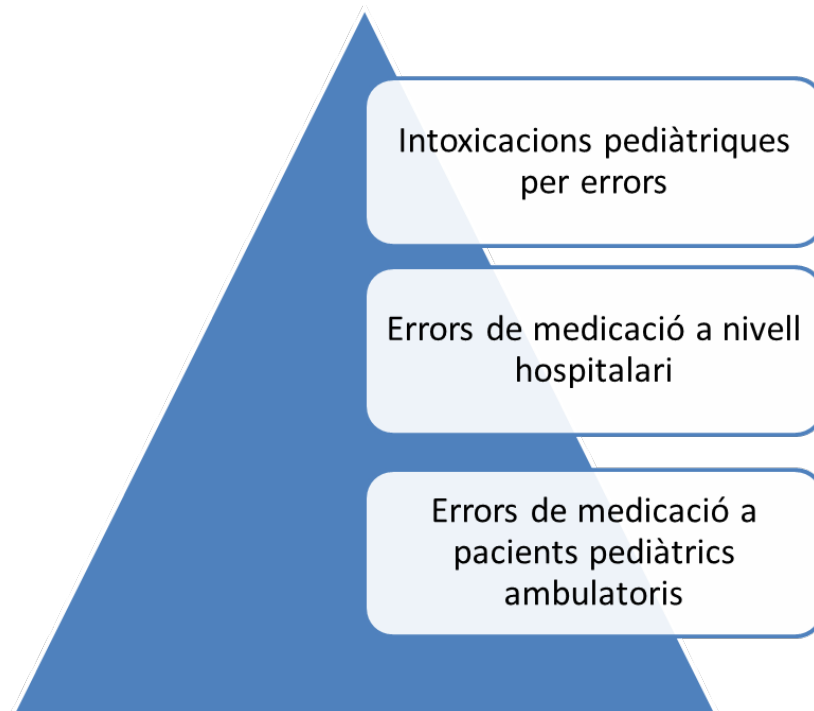 Intoxicacions pediàtriques
per errors
Errors de medicació a nivell
hospitalari
Errors de medicació a
pacients pediàtrics
ambulatoris